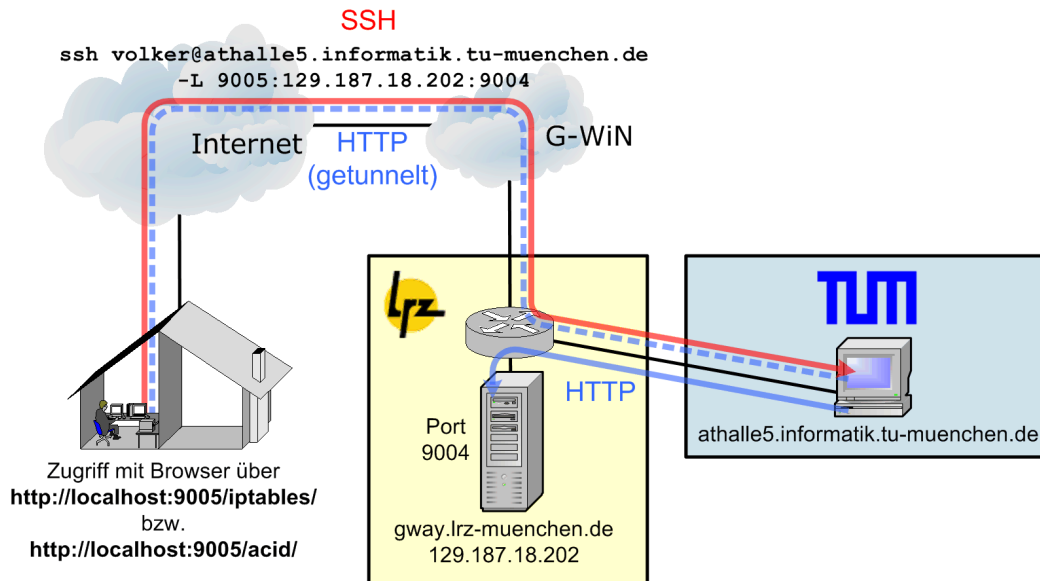 SSH
ssh volker@athalle5.informatik.tu-muenchen.de
-L 9005:129.187.18.202:9004
Internet
HTTP
(getunnelt)
G-WiN
lrz
TUM
HTTP
Port
9004
athalle5.informatik.tu-muenchen.de
Zugriff mit Browser über
http://localhost:9005/iptables/
bzw.
http://localhost:9005/acid/
gway.lrz-muenchen.de
129.187.18.202